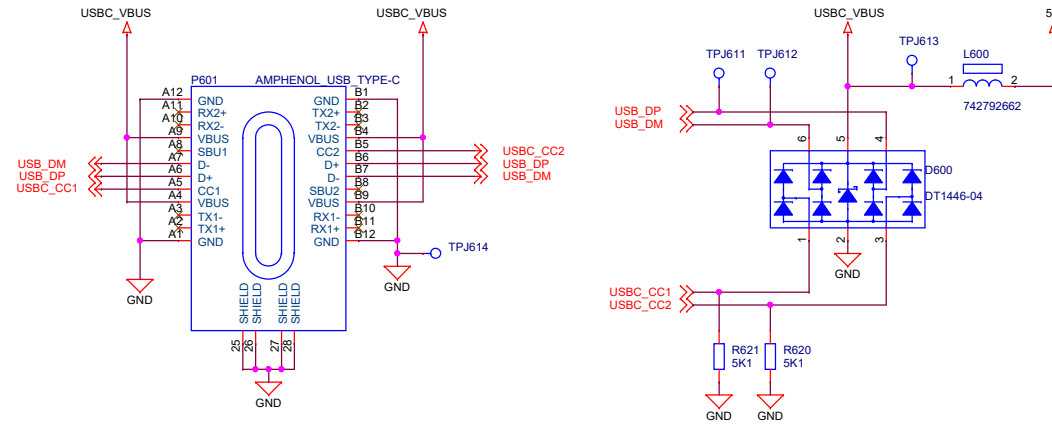 USBC_VBUS
USBC_VBUS
P601
AMPHENOL_USB_TYPE-C
A12 GND GND B1
A11 RX2+ TX2+ B2
A10 RX2- TX2- B3
A9 VBUS VBUS B4
A8 SBU1 CC2 B5 USBC_CC2
USB_DM A7 D- D+ B6 USB_DP
USB_DP A6 D+ D- B7 USB_DM
USBC_CC1 A5 CC1 SBU2 B8
A4 VBUS VBUS B9
A3 TX1- RX1- B10
A2 TX1+ RX1+ B11
A1 GND GND B12
TPJ614
GND
GND
SHIELD SHIELD SHIELD SHIELD
25 26 27 28
GND
USBC_VBUS
5
TPJ611
TPJ612
TPJ613
L600
1 2
742792662
USB_DP
USB_DM
6 5 4
D600
DT1446-04
1 2 3
GND
USBC_CC1
USBC_CC2
R621
5K1
R620
5K1
GND
GND